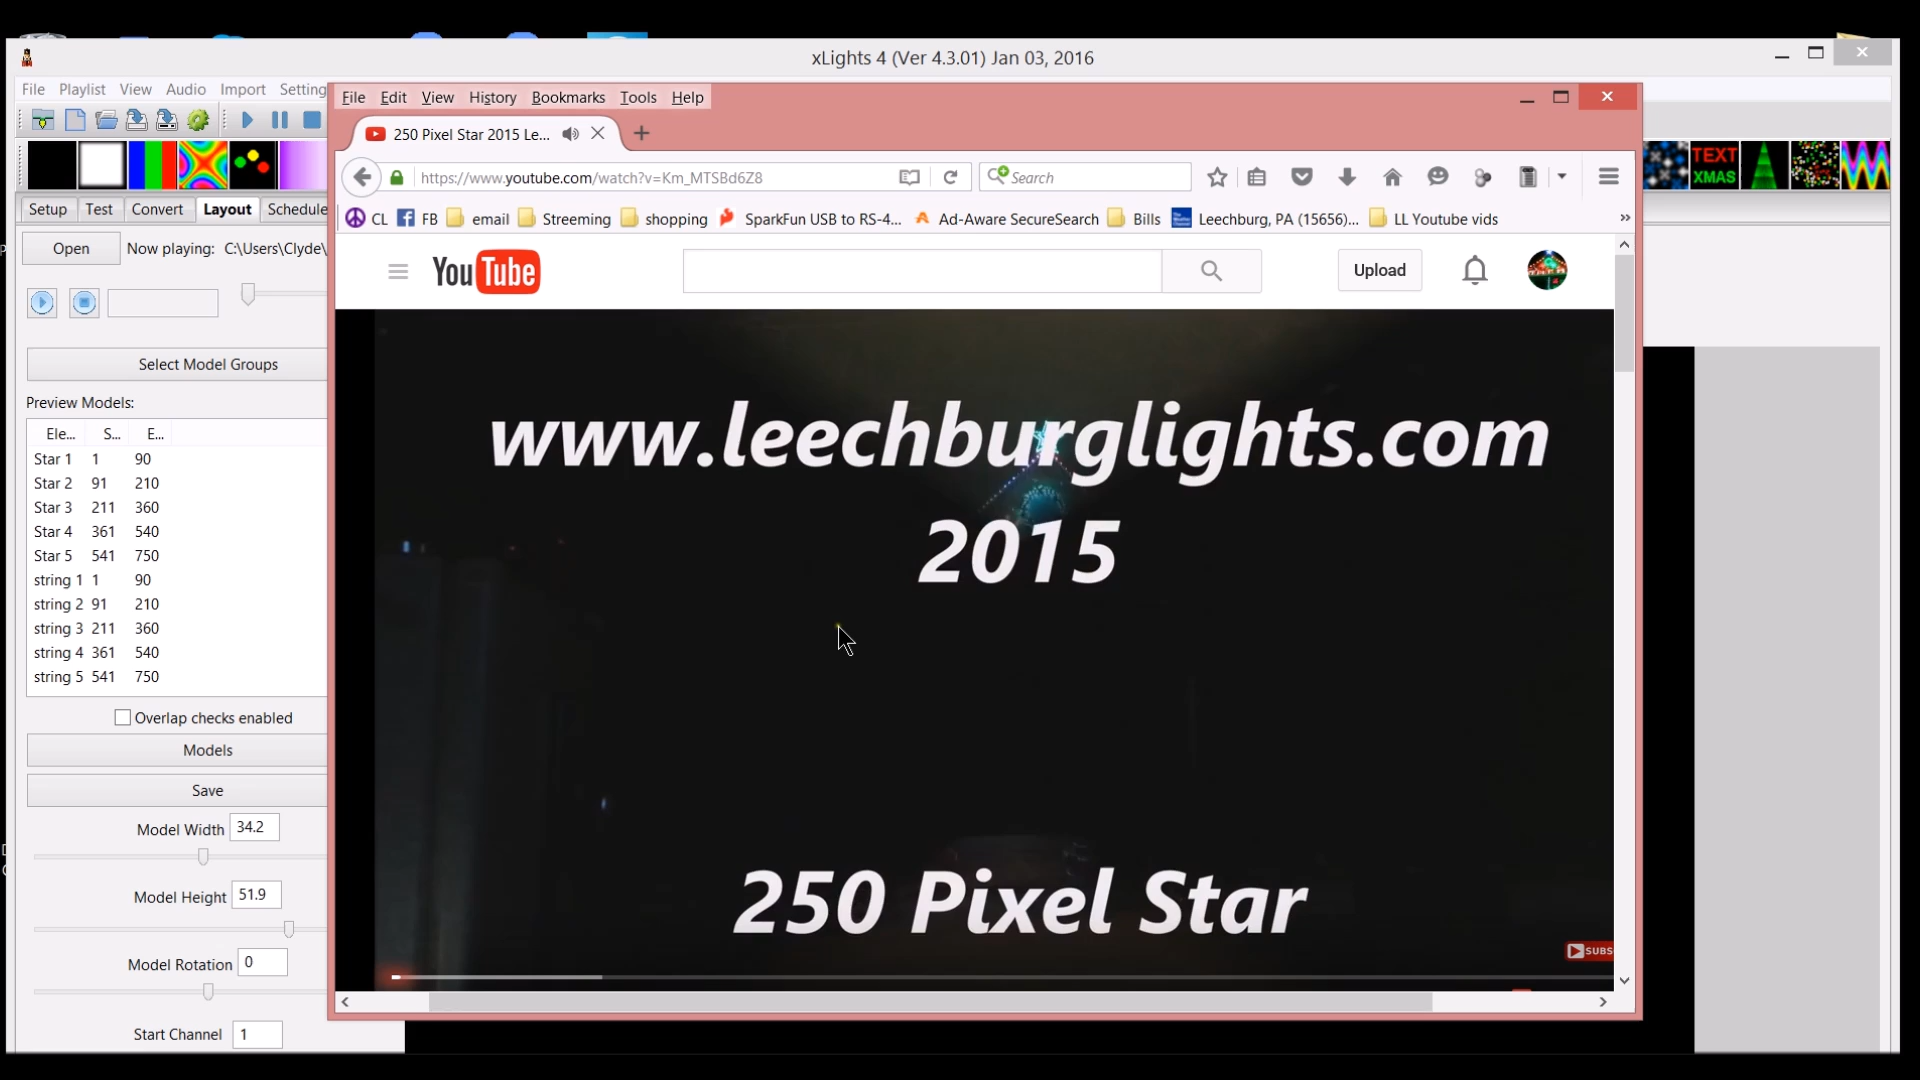 xLights 4 (Ver 4.3.01) Jan 03, 2016
File Playlist View Audio Import Setting
File Edit View History Bookmarks Tools Help
250 Pixel Star 2015 Le...
https://www.youtube.com/watch?v=Km_MTSBd6Z8
Search
TEXT
XMAS
Setup Test Convert Layout Schedule
CL FB email Streeming shopping SparkFun USB to RS-4... Ad-Aware SecureSearch Bills Leechburg, PA (15656)... LL Youtube vids
Open Now playing: C:\Users\Clyde\
YouTube
Upload
Select Model Groups
Preview Models:
Ele... S... E...
Star 1 1 90
Star 2 91 210
Star 3 211 360
Star 4 361 540
Star 5 541 750
string 1 1 90
string 2 91 210
string 3 211 360
string 4 361 540
string 5 541 750
www.leechburglights.com
2015
Overlap checks enabled
Models
Save
Model Width 34.2
Model Height 51.9
250 Pixel Star
SUBS
Model Rotation 0
Start Channel 1